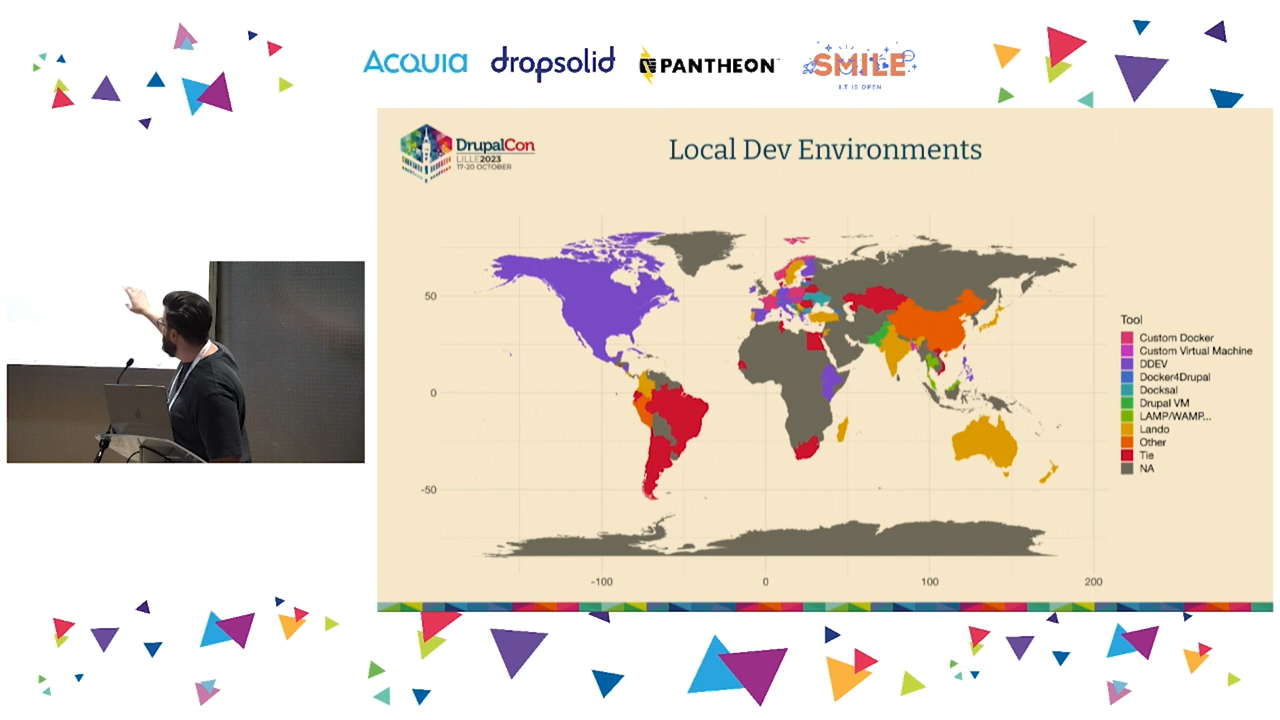 ACQUIA dropsolid PANTHEON SMILE
I.T IS OPEN
DrupalCon
LILLE2023
17-20 OCTOBER
Local Dev Environments
50
0
-50
-100 0 100 200
Tool
Custom Docker
Custom Virtual Machine
DDEV
Docker4Drupal
Docksal
Drupal VM
LAMP/WAMP...
Lando
Other
Tie
NA